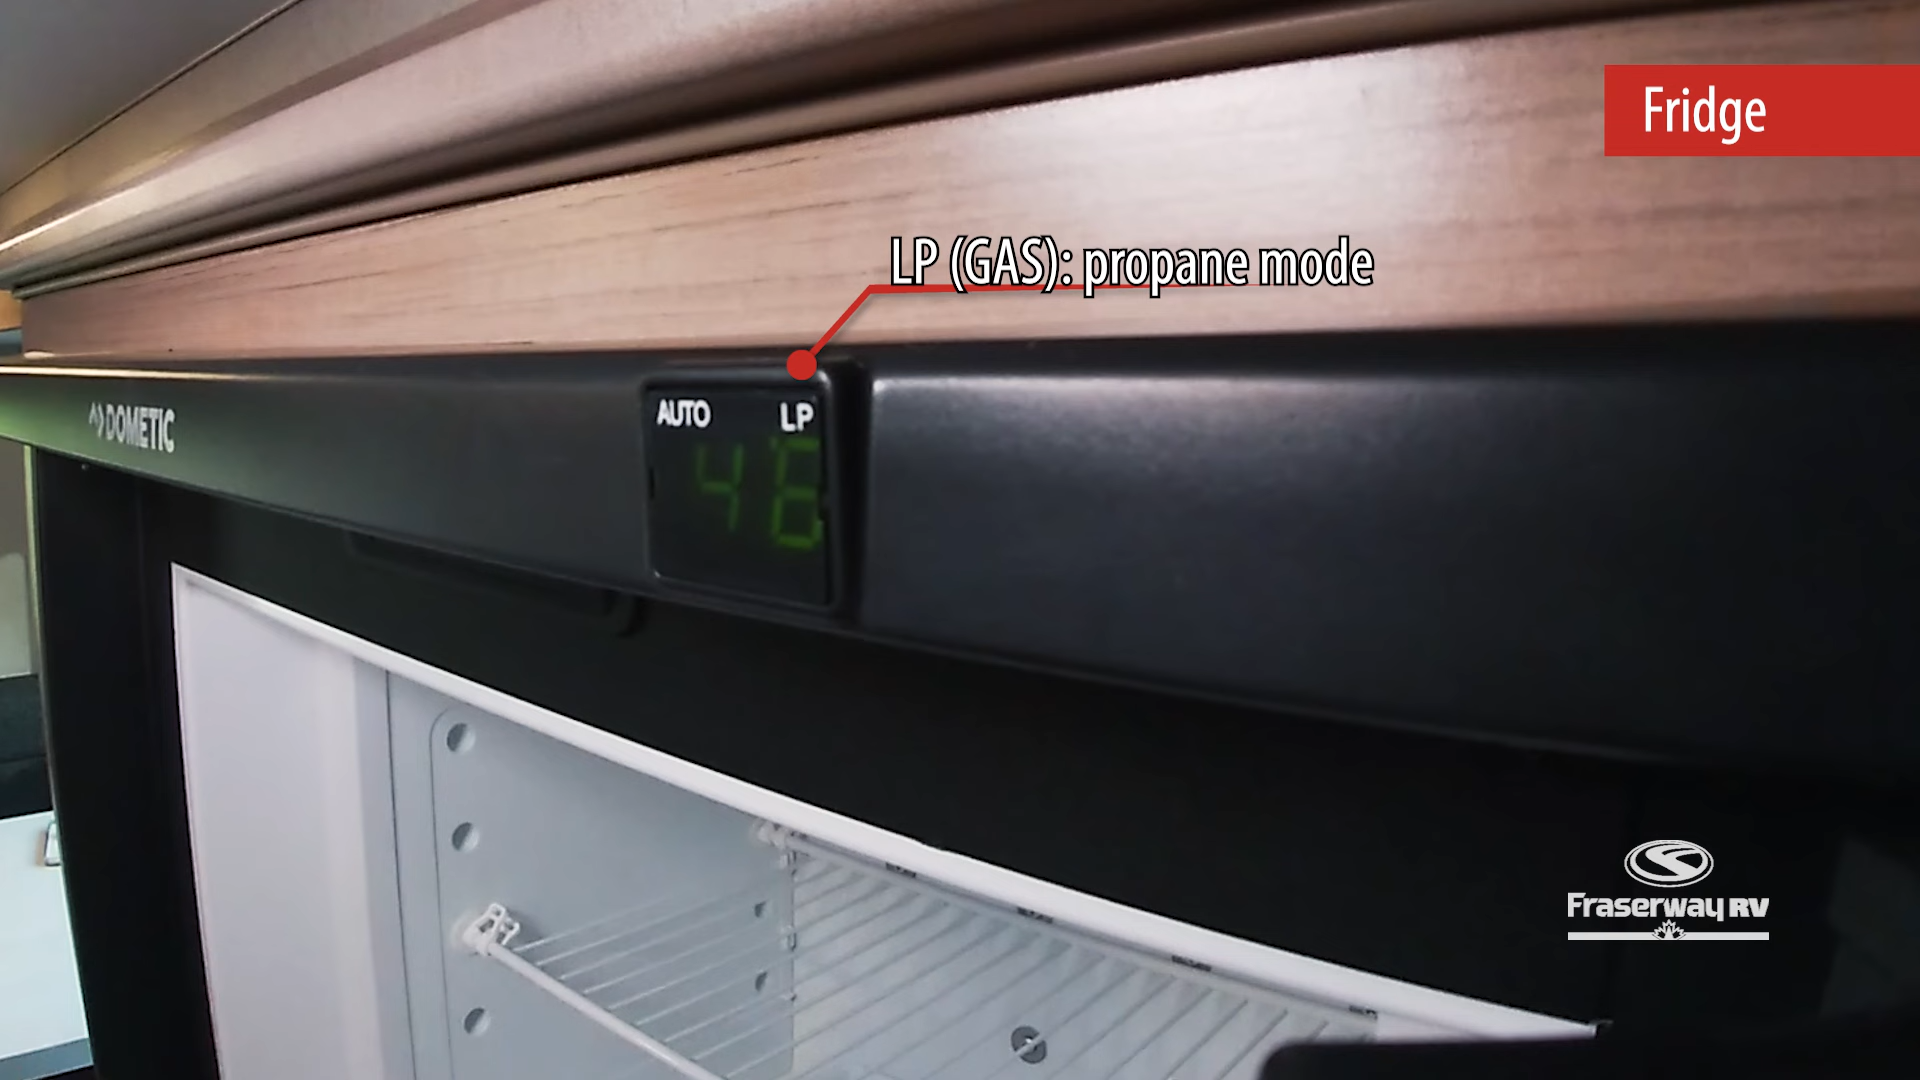 Fridge
LP (GAS): propane mode
AUTO LP
46
DOMETIC
Fraserway RV